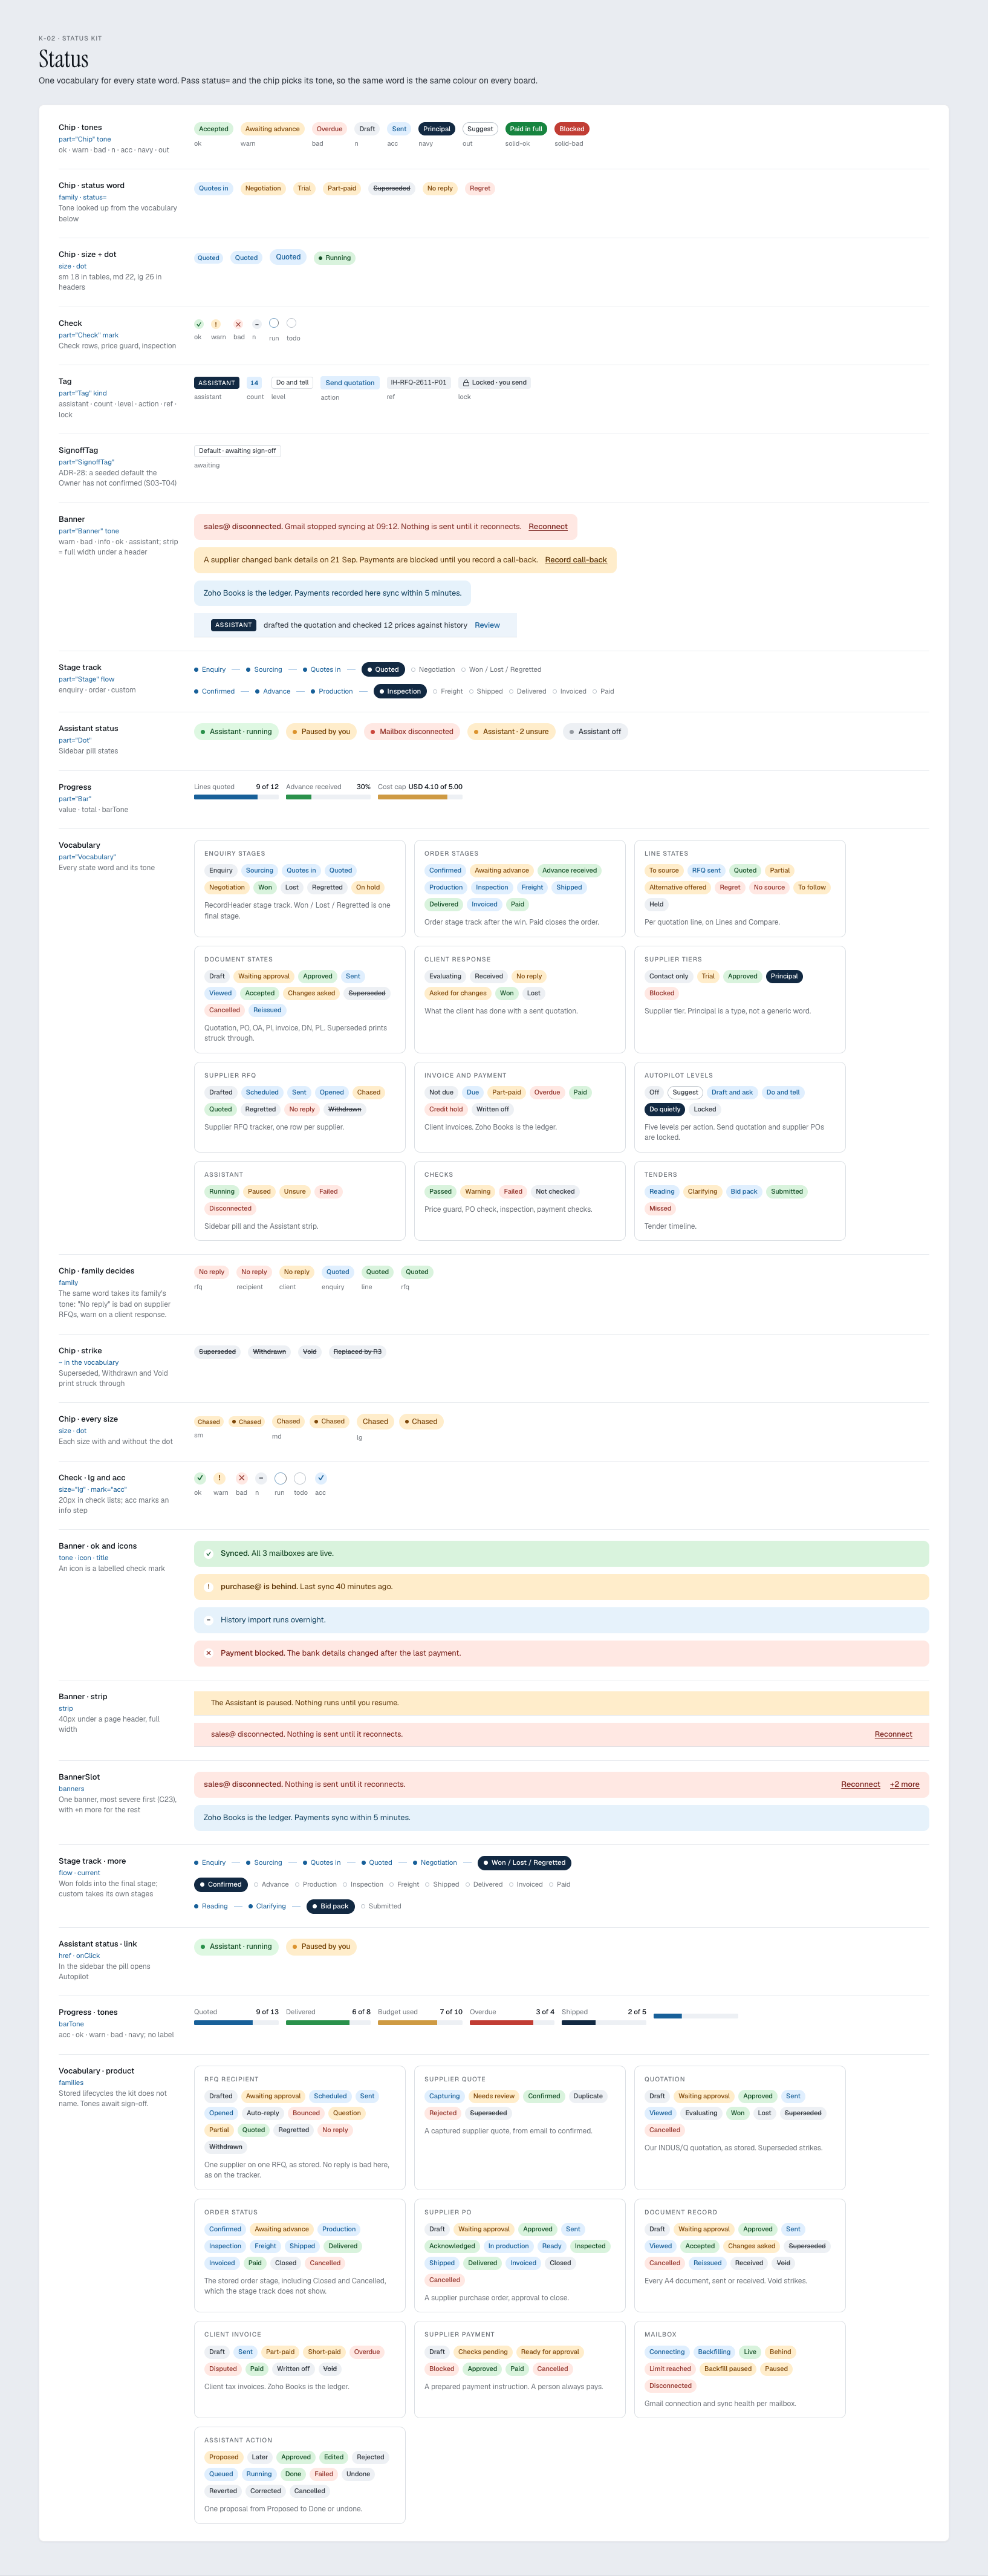 K-02 · STATUS KIT
Status
One vocabulary for every state word. Pass status= and the chip picks its tone, so the same word is the same colour on every board.
Chip · tones
part="Chip" tone
ok · warn · bad · n · acc · navy · out
Accepted Awaiting advance Overdue Draft Sent Principal Suggest Paid in full Blocked
ok warn bad n acc navy out solid-ok solid-bad
Chip · status word
family · status=
Tone looked up from the vocabulary
below
Quotes in Negotiation Trial Part-paid Superseded No reply Regret
Chip · size + dot
size · dot
sm 18 in tables, md 22, lg 26 in
headers
Quoted Quoted Quoted Running
Check
part="Check" mark
Check rows, price guard, inspection
ok warn bad n run todo
Tag
part="Tag" kind
assistant · count · level · action · ref ·
lock
ASSISTANT 14 Do and tell Send quotation IH-RFQ-2611-P01 Locked · you send
assistant count level action ref lock
SignoffTag
part="SignoffTag"
ADR-28: a seeded default the
Owner has not confirmed (S03-T04)
Default · awaiting sign-off
awaiting
Banner
part="Banner" tone
warn · bad · info · ok · assistant; strip
= full width under a header
sales@ disconnected. Gmail stopped syncing at 09:12. Nothing is sent until it reconnects. Reconnect
A supplier changed bank details on 21 Sep. Payments are blocked until you record a call-back. Record call-back
Zoho Books is the ledger. Payments recorded here sync within 5 minutes.
ASSISTANT drafted the quotation and checked 12 prices against history Review
Stage track
part="Stage" flow
enquiry · order · custom
Enquiry Sourcing Quotes in Quoted Negotiation Won / Lost / Regretted
Confirmed Advance Production Inspection Freight Shipped Delivered Invoiced Paid
Assistant status
part="Dot"
Sidebar pill states
Assistant · running Paused by you Mailbox disconnected Assistant · 2 unsure Assistant off
Progress
part="Bar"
value · total · barTone
Lines quoted 9 of 12 Advance received 30% Cost cap USD 4.10 of 5.00
Vocabulary
part="Vocabulary"
Every state word and its tone
ENQUIRY STAGES
Enquiry Sourcing Quotes in Quoted
Negotiation Won Lost Regretted On hold
RecordHeader stage track. Won / Lost / Regretted is one
final stage.
ORDER STAGES
Confirmed Awaiting advance Advance received
Production Inspection Freight Shipped
Delivered Invoiced Paid
Order stage track after the win. Paid closes the order.
LINE STATES
To source RFQ sent Quoted Partial
Alternative offered Regret No source To follow
Held
Per quotation line, on Lines and Compare.
DOCUMENT STATES
Draft Waiting approval Approved Sent
Viewed Accepted Changes asked Superseded
Cancelled Reissued
Quotation, PO, OA, PI, invoice, DN, PL. Superseded prints
struck through.
CLIENT RESPONSE
Evaluating Received No reply
Asked for changes Won Lost
What the client has done with a sent quotation.
SUPPLIER TIERS
Contact only Trial Approved Principal
Blocked
Supplier tier. Principal is a type, not a generic word.
SUPPLIER RFQ
Drafted Scheduled Sent Opened Chased
Quoted Regretted No reply Withdrawn
Supplier RFQ tracker, one row per supplier.
INVOICE AND PAYMENT
Not due Due Part-paid Overdue Paid
Credit hold Written off
Client invoices. Zoho Books is the ledger.
AUTOPILOT LEVELS
Off Suggest Draft and ask Do and tell
Do quietly Locked
Five levels per action. Send quotation and supplier POs
are locked.
ASSISTANT
Running Paused Unsure Failed
Disconnected
Sidebar pill and the Assistant strip.
CHECKS
Passed Warning Failed Not checked
Price guard, PO check, inspection, payment checks.
TENDERS
Reading Clarifying Bid pack Submitted
Missed
Tender timeline.
Chip · family decides
family
The same word takes its family's
tone: "No reply" is bad on supplier
RFQs, warn on a client response.
No reply No reply No reply Quoted Quoted Quoted
rfq recipient client enquiry line rfq
Chip · strike
~ in the vocabulary
Superseded, Withdrawn and Void
print struck through
Superseded Withdrawn Void Replaced by R3
Chip · every size
size · dot
Each size with and without the dot
Chased Chased Chased Chased Chased Chased
sm md lg
Check · lg and acc
size="lg" · mark="acc"
20px in check lists; acc marks an
info step
ok warn bad n run todo acc
Banner · ok and icons
tone · icon · title
An icon is a labelled check mark
Synced. All 3 mailboxes are live.
purchase@ is behind. Last sync 40 minutes ago.
History import runs overnight.
Payment blocked. The bank details changed after the last payment.
Banner · strip
strip
40px under a page header, full
width
The Assistant is paused. Nothing runs until you resume.
sales@ disconnected. Nothing is sent until it reconnects. Reconnect
BannerSlot
banners
One banner, most severe first (C23),
with +n more for the rest
sales@ disconnected. Nothing is sent until it reconnects. Reconnect +2 more
Zoho Books is the ledger. Payments sync within 5 minutes.
Stage track · more
flow · current
Won folds into the final stage;
custom takes its own stages
Enquiry Sourcing Quotes in Quoted Negotiation Won / Lost / Regretted
Confirmed Advance Production Inspection Freight Shipped Delivered Invoiced Paid
Reading Clarifying Bid pack Submitted
Assistant status · link
href · onClick
In the sidebar the pill opens
Autopilot
Assistant · running Paused by you
Progress · tones
barTone
acc · ok · warn · bad · navy; no label
Quoted 9 of 13 Delivered 6 of 8 Budget used 7 of 10 Overdue 3 of 4 Shipped 2 of 5
Vocabulary · product
families
Stored lifecycles the kit does not
name. Tones await sign-off.
RFQ RECIPIENT
Drafted Awaiting approval Scheduled Sent
Opened Auto-reply Bounced Question
Partial Quoted Regretted No reply
Withdrawn
One supplier on one RFQ, as stored. No reply is bad here,
as on the tracker.
SUPPLIER QUOTE
Capturing Needs review Confirmed Duplicate
Rejected Superseded
A captured supplier quote, from email to confirmed.
QUOTATION
Draft Waiting approval Approved Sent
Viewed Evaluating Won Lost Superseded
Cancelled
Our INDUS/Q quotation, as stored. Superseded strikes.
ORDER STATUS
Confirmed Awaiting advance Production
Inspection Freight Shipped Delivered
Invoiced Paid Closed Cancelled
The stored order stage, including Closed and Cancelled,
which the stage track does not show.
SUPPLIER PO
Draft Waiting approval Approved Sent
Acknowledged In production Ready Inspected
Shipped Delivered Invoiced Closed
Cancelled
A supplier purchase order, approval to close.
DOCUMENT RECORD
Draft Waiting approval Approved Sent
Viewed Accepted Changes asked Superseded
Cancelled Reissued Received Void
Every A4 document, sent or received. Void strikes.
CLIENT INVOICE
Draft Sent Part-paid Short-paid Overdue
Disputed Paid Written off Void
Client tax invoices. Zoho Books is the ledger.
SUPPLIER PAYMENT
Draft Checks pending Ready for approval
Blocked Approved Paid Cancelled
A prepared payment instruction. A person always pays.
MAILBOX
Connecting Backfilling Live Behind
Limit reached Backfill paused Paused
Disconnected
Gmail connection and sync health per mailbox.
ASSISTANT ACTION
Proposed Later Approved Edited Rejected
Queued Running Done Failed Undone
Reverted Corrected Cancelled
One proposal from Proposed to Done or undone.